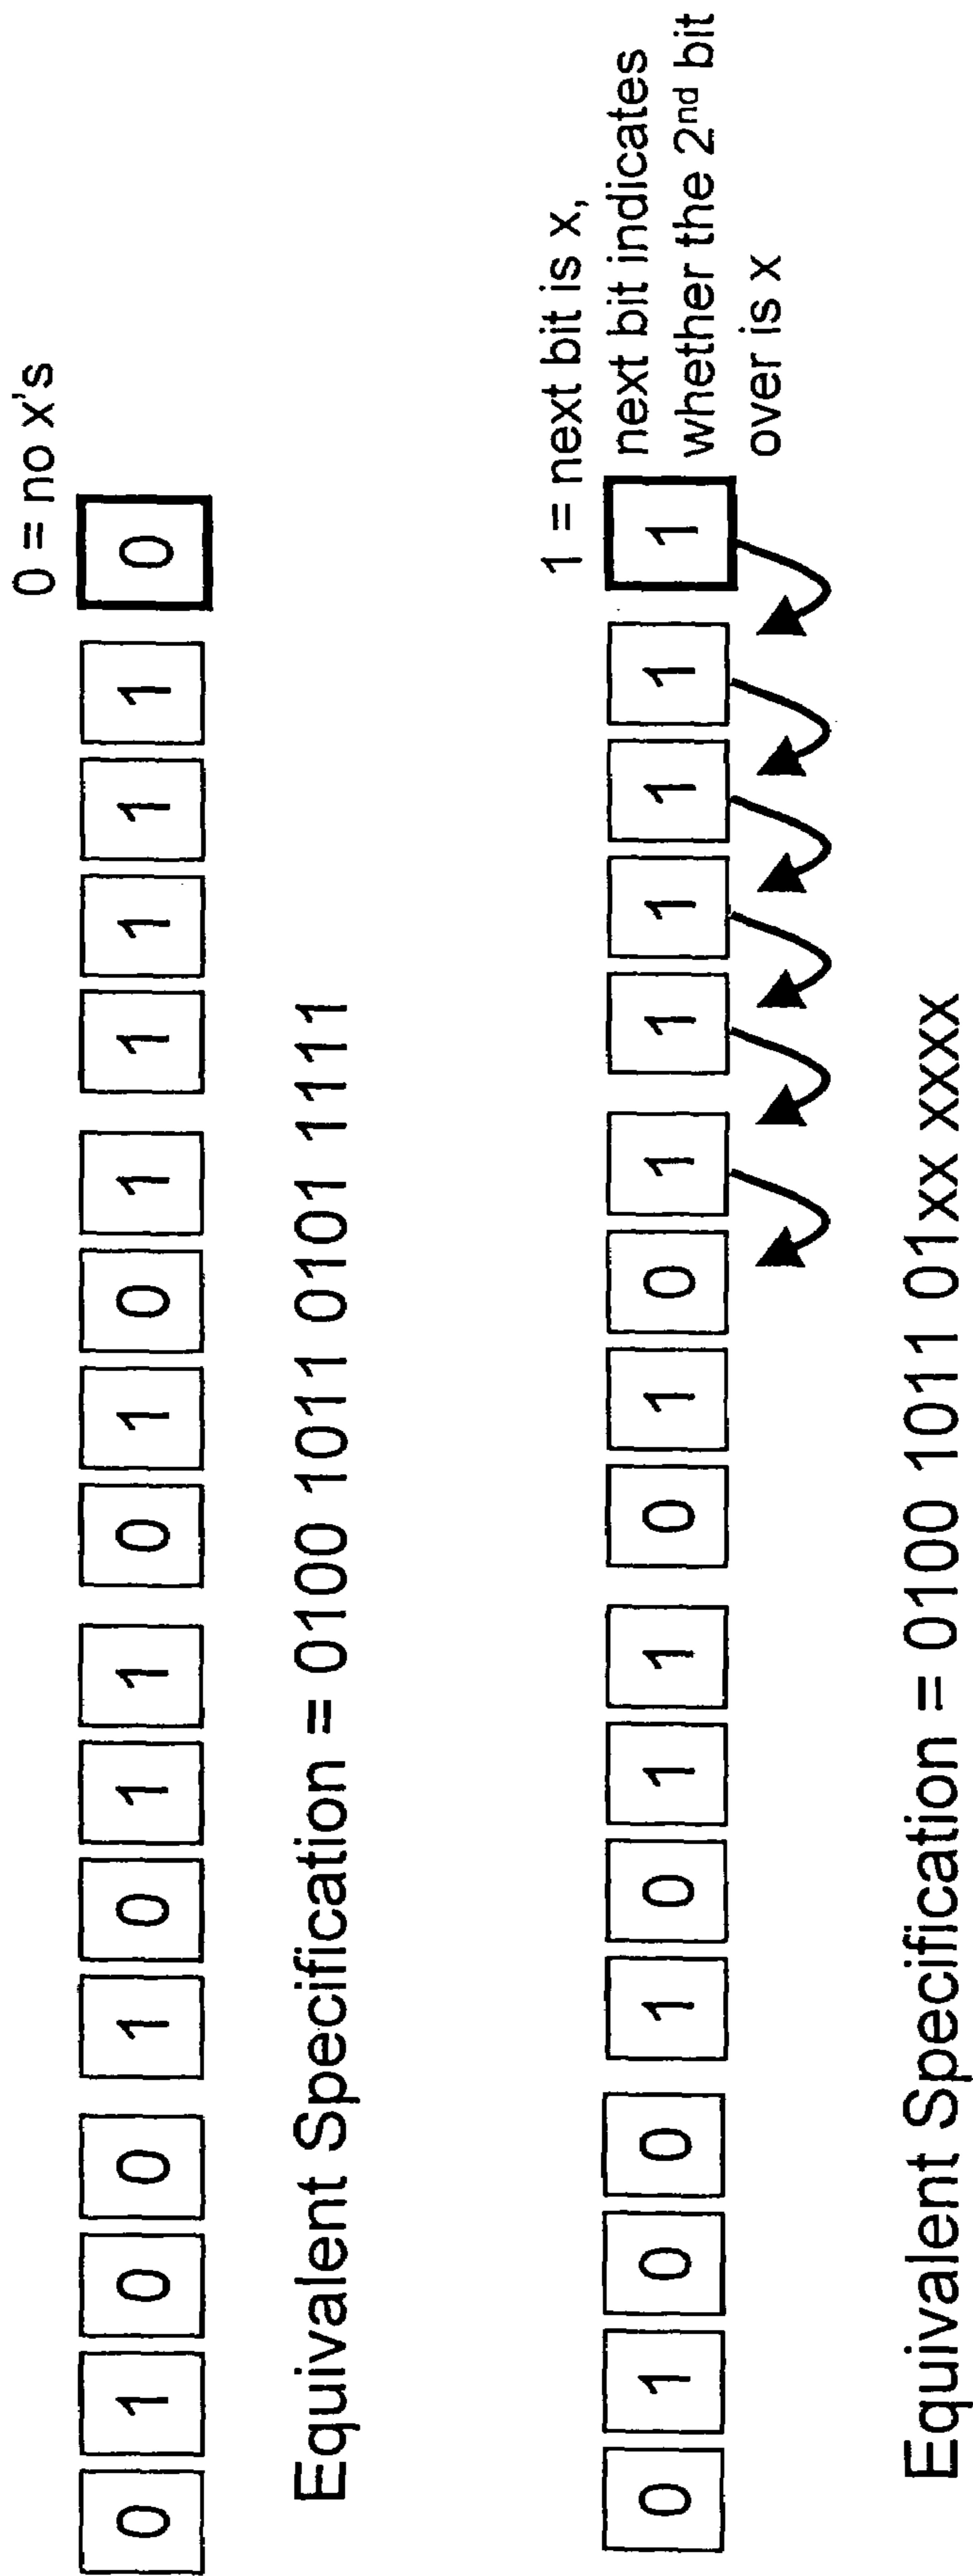 0 = no x's
0 1 0 0 1 0 1 1 0 1 0 1 1 1 1 1 0
Equivalent Specification = 0100 1011 0101 1111
1 = next bit is x,
next bit indicates
whether the 2nd bit
over is x
0 1 0 0 1 0 1 1 0 1 0 1 1 1 1 1 1
Equivalent Specification = 0100 1011 01xx xxxx